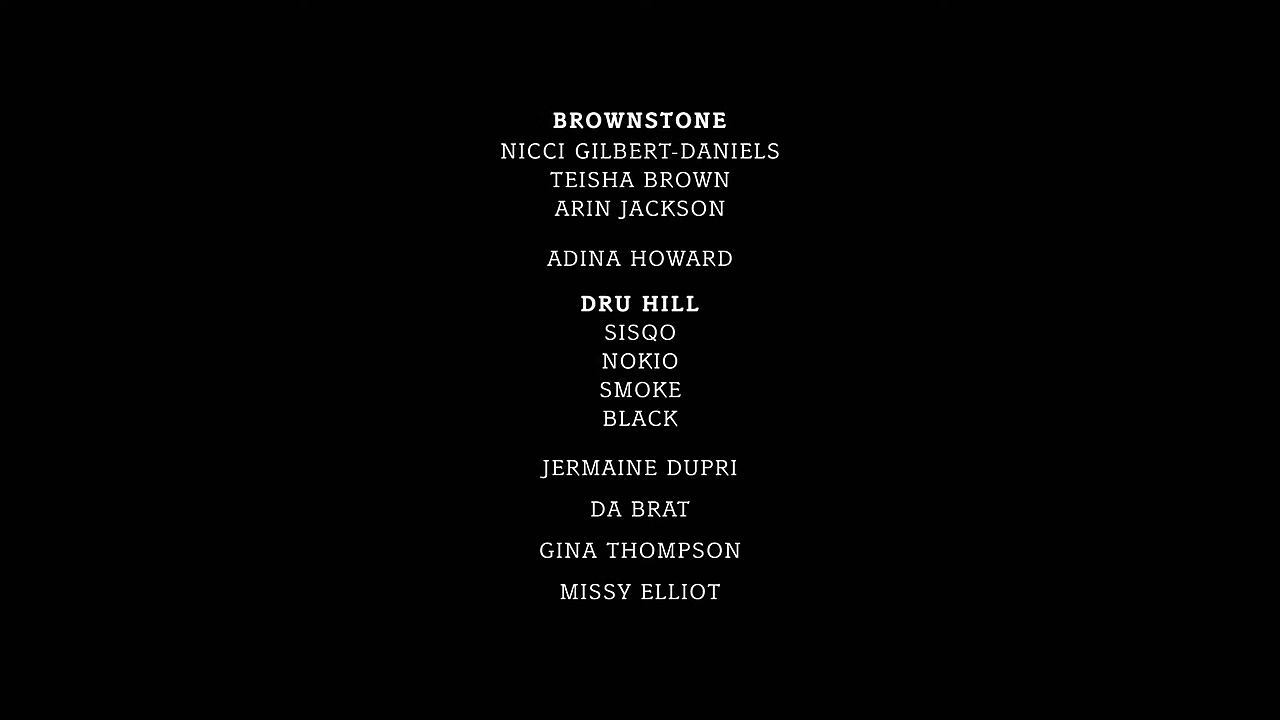 BROWNSTONE
NICCI GILBERT-DANIELS
TEISHA BROWN
ARIN JACKSON
ADINA HOWARD
DRU HILL
SISQO
NOKIO
SMOKE
BLACK
JERMAINE DUPRI
DA BRAT
GINA THOMPSON
MISSY ELLIOT